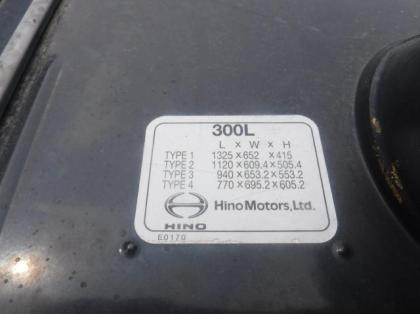 300L
L × W × H
TYPE 1 1325×652 ×415
TYPE 2 1120×609.4×505.4
TYPE 3 940×653.2×553.2
TYPE 4 770×695.2×605.2
HINO Hino Motors, Ltd.
E0170